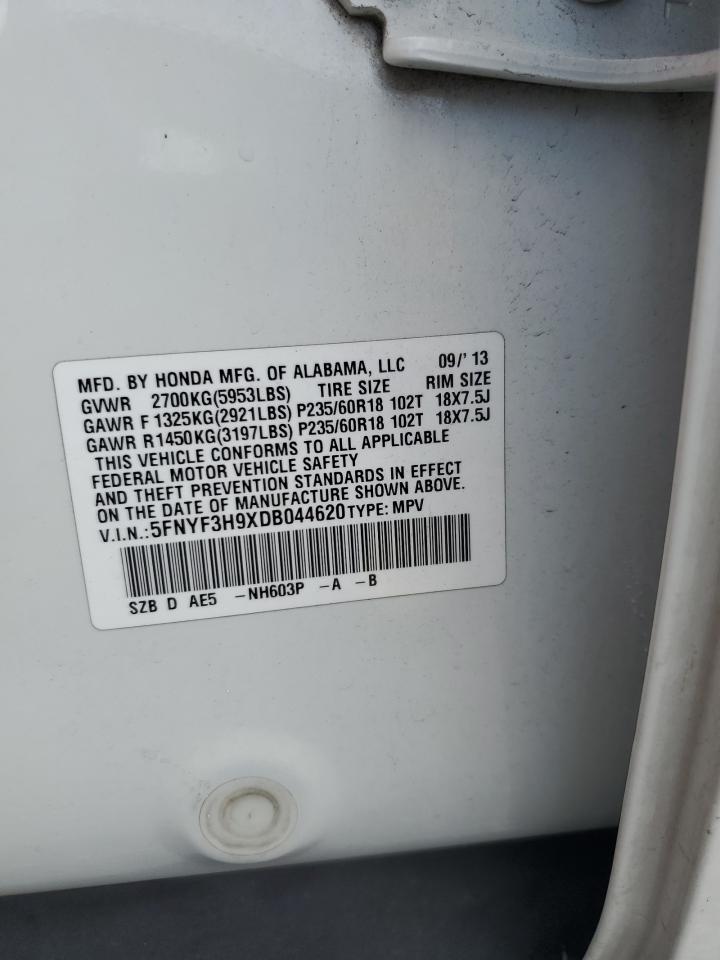 MFD. BY HONDA MFG. OF ALABAMA, LLC 09/'13
GVWR 2700KG(5953LBS) TIRE SIZE RIM SIZE
GAWR F 1325KG(2921LBS) P235/60R18 102T 18X7.5J
GAWR R1450KG(3197LBS) P235/60R18 102T 18X7.5J
THIS VEHICLE CONFORMS TO ALL APPLICABLE
FEDERAL MOTOR VEHICLE SAFETY
AND THEFT PREVENTION STANDARDS IN EFFECT
ON THE DATE OF MANUFACTURE SHOWN ABOVE.
V.I.N.:5FNYF3H9XDB044620 TYPE: MPV
SZB D AE5 -NH603P -A -B